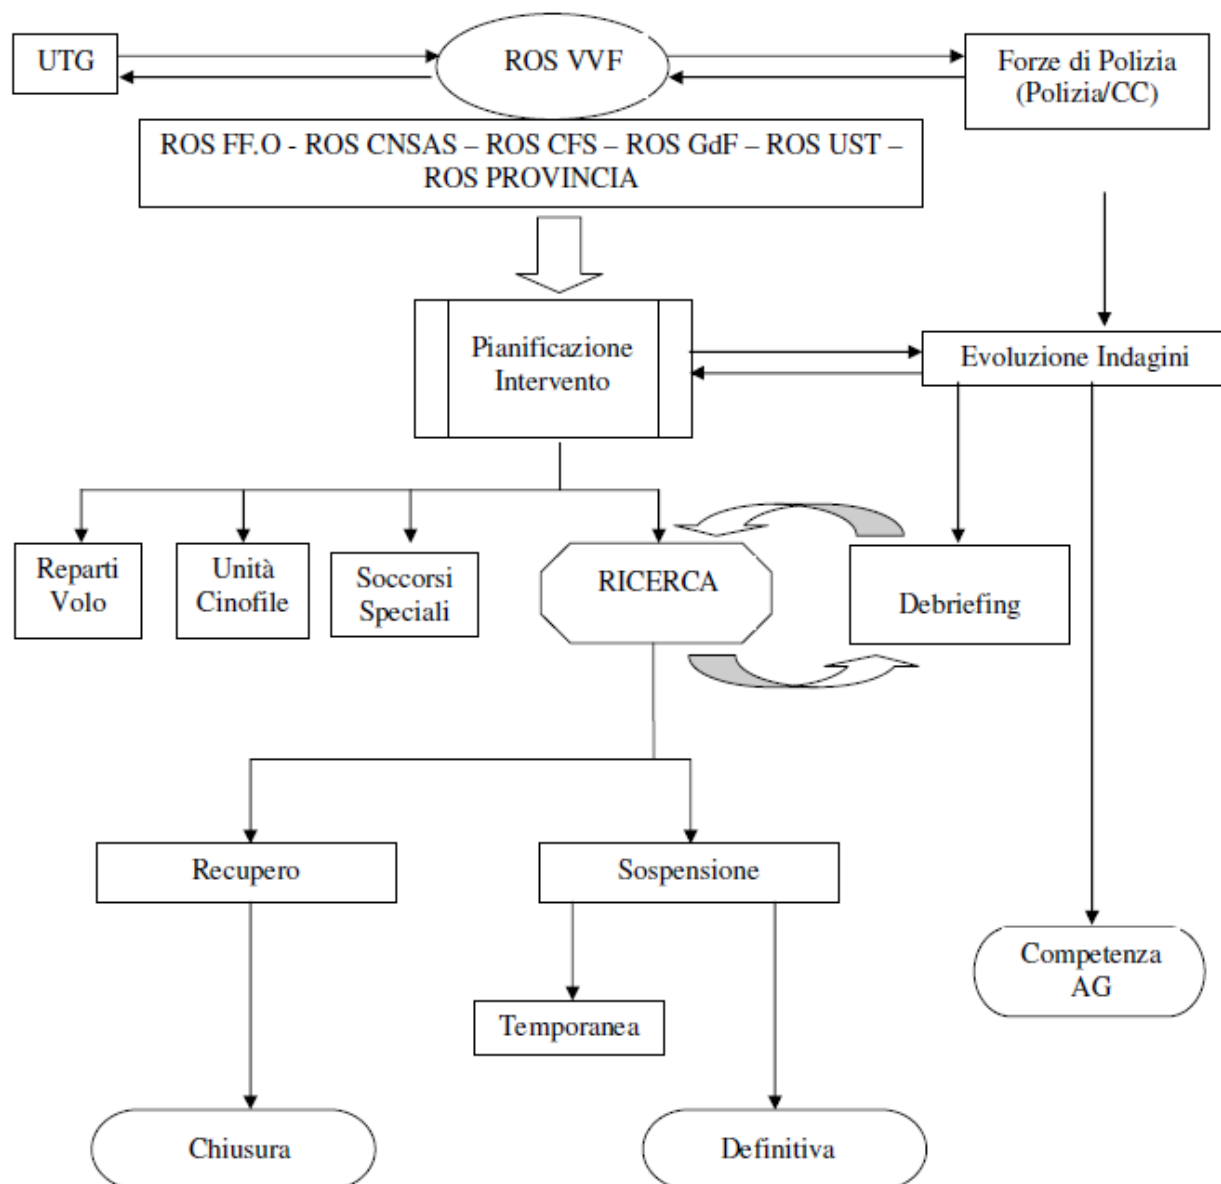 UTG
ROS VVF
Forze di Polizia
(Polizia/CC)
ROS FF.O - ROS CNSAS – ROS CFS – ROS GdF – ROS UST –
ROS PROVINCIA
Pianificazione
Intervento
Evoluzione Indagini
Reparti
Volo
Unità
Cinofile
Soccorsi
Speciali
RICERCA
Debriefing
Recupero
Sospensione
Competenza
AG
Temporanea
Chiusura
Definitiva